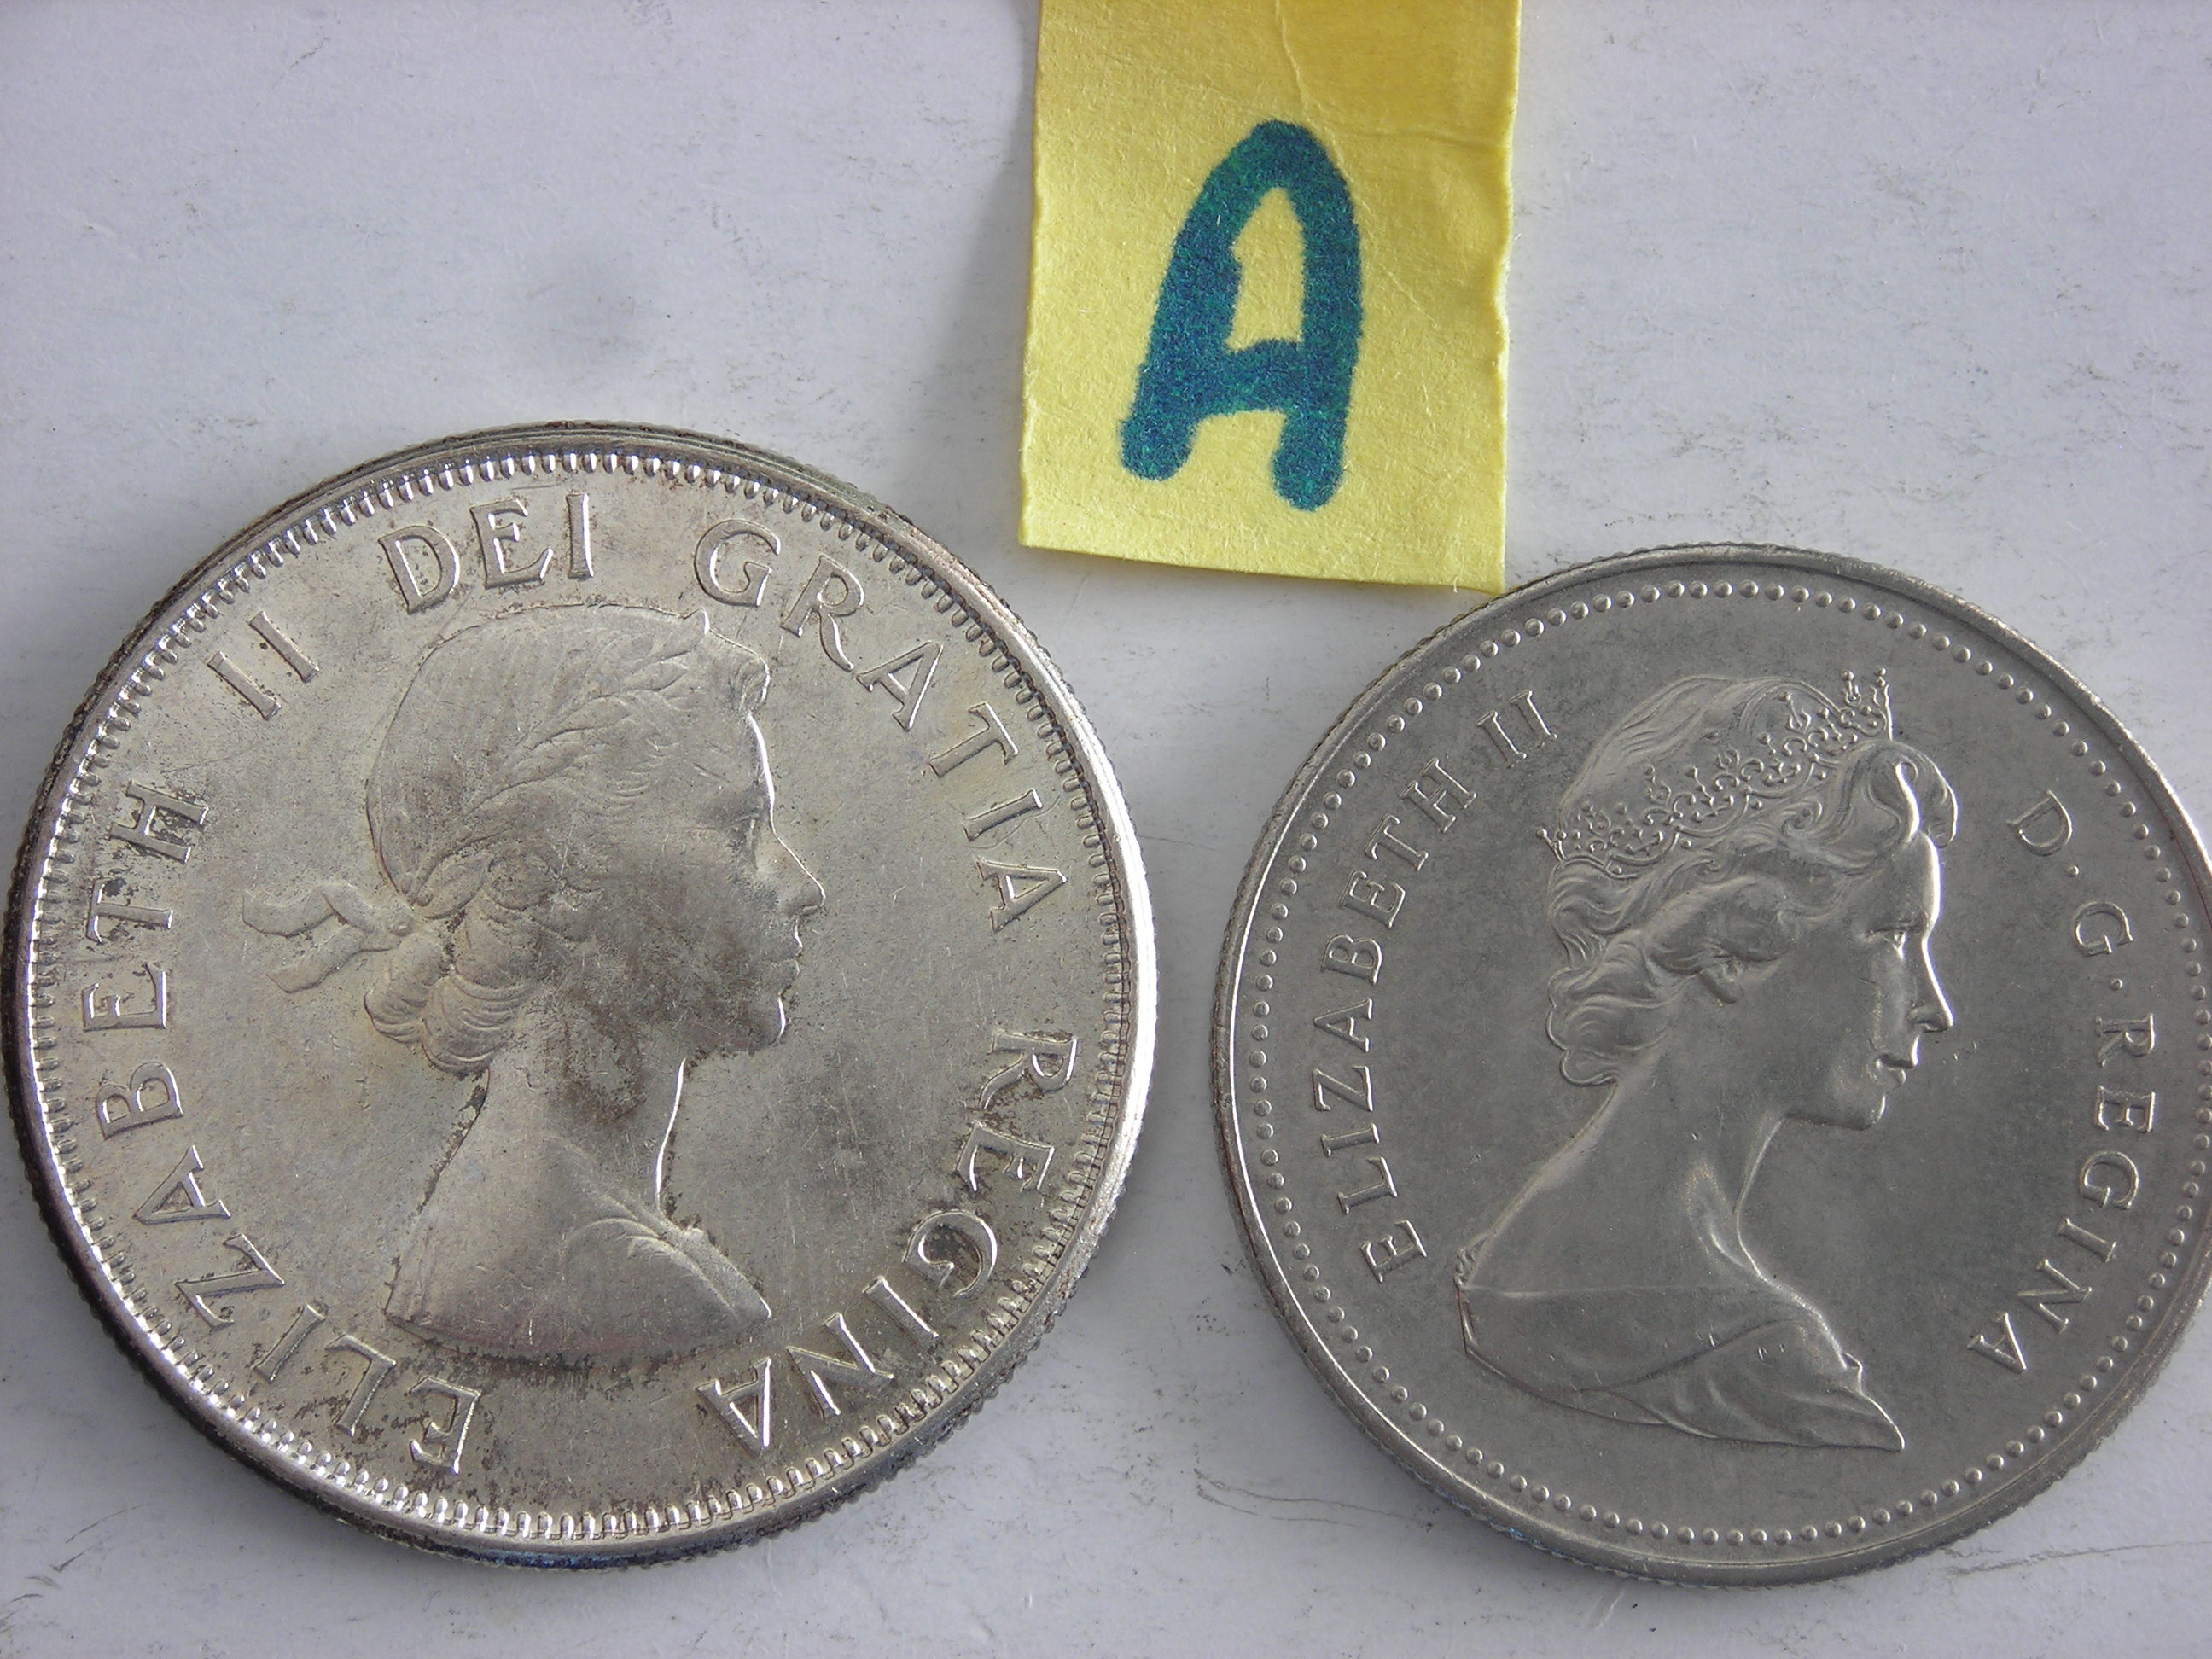 A
ELIZABETH II DEI GRATIA REGINA
ELIZABETH II D·G·REGINA